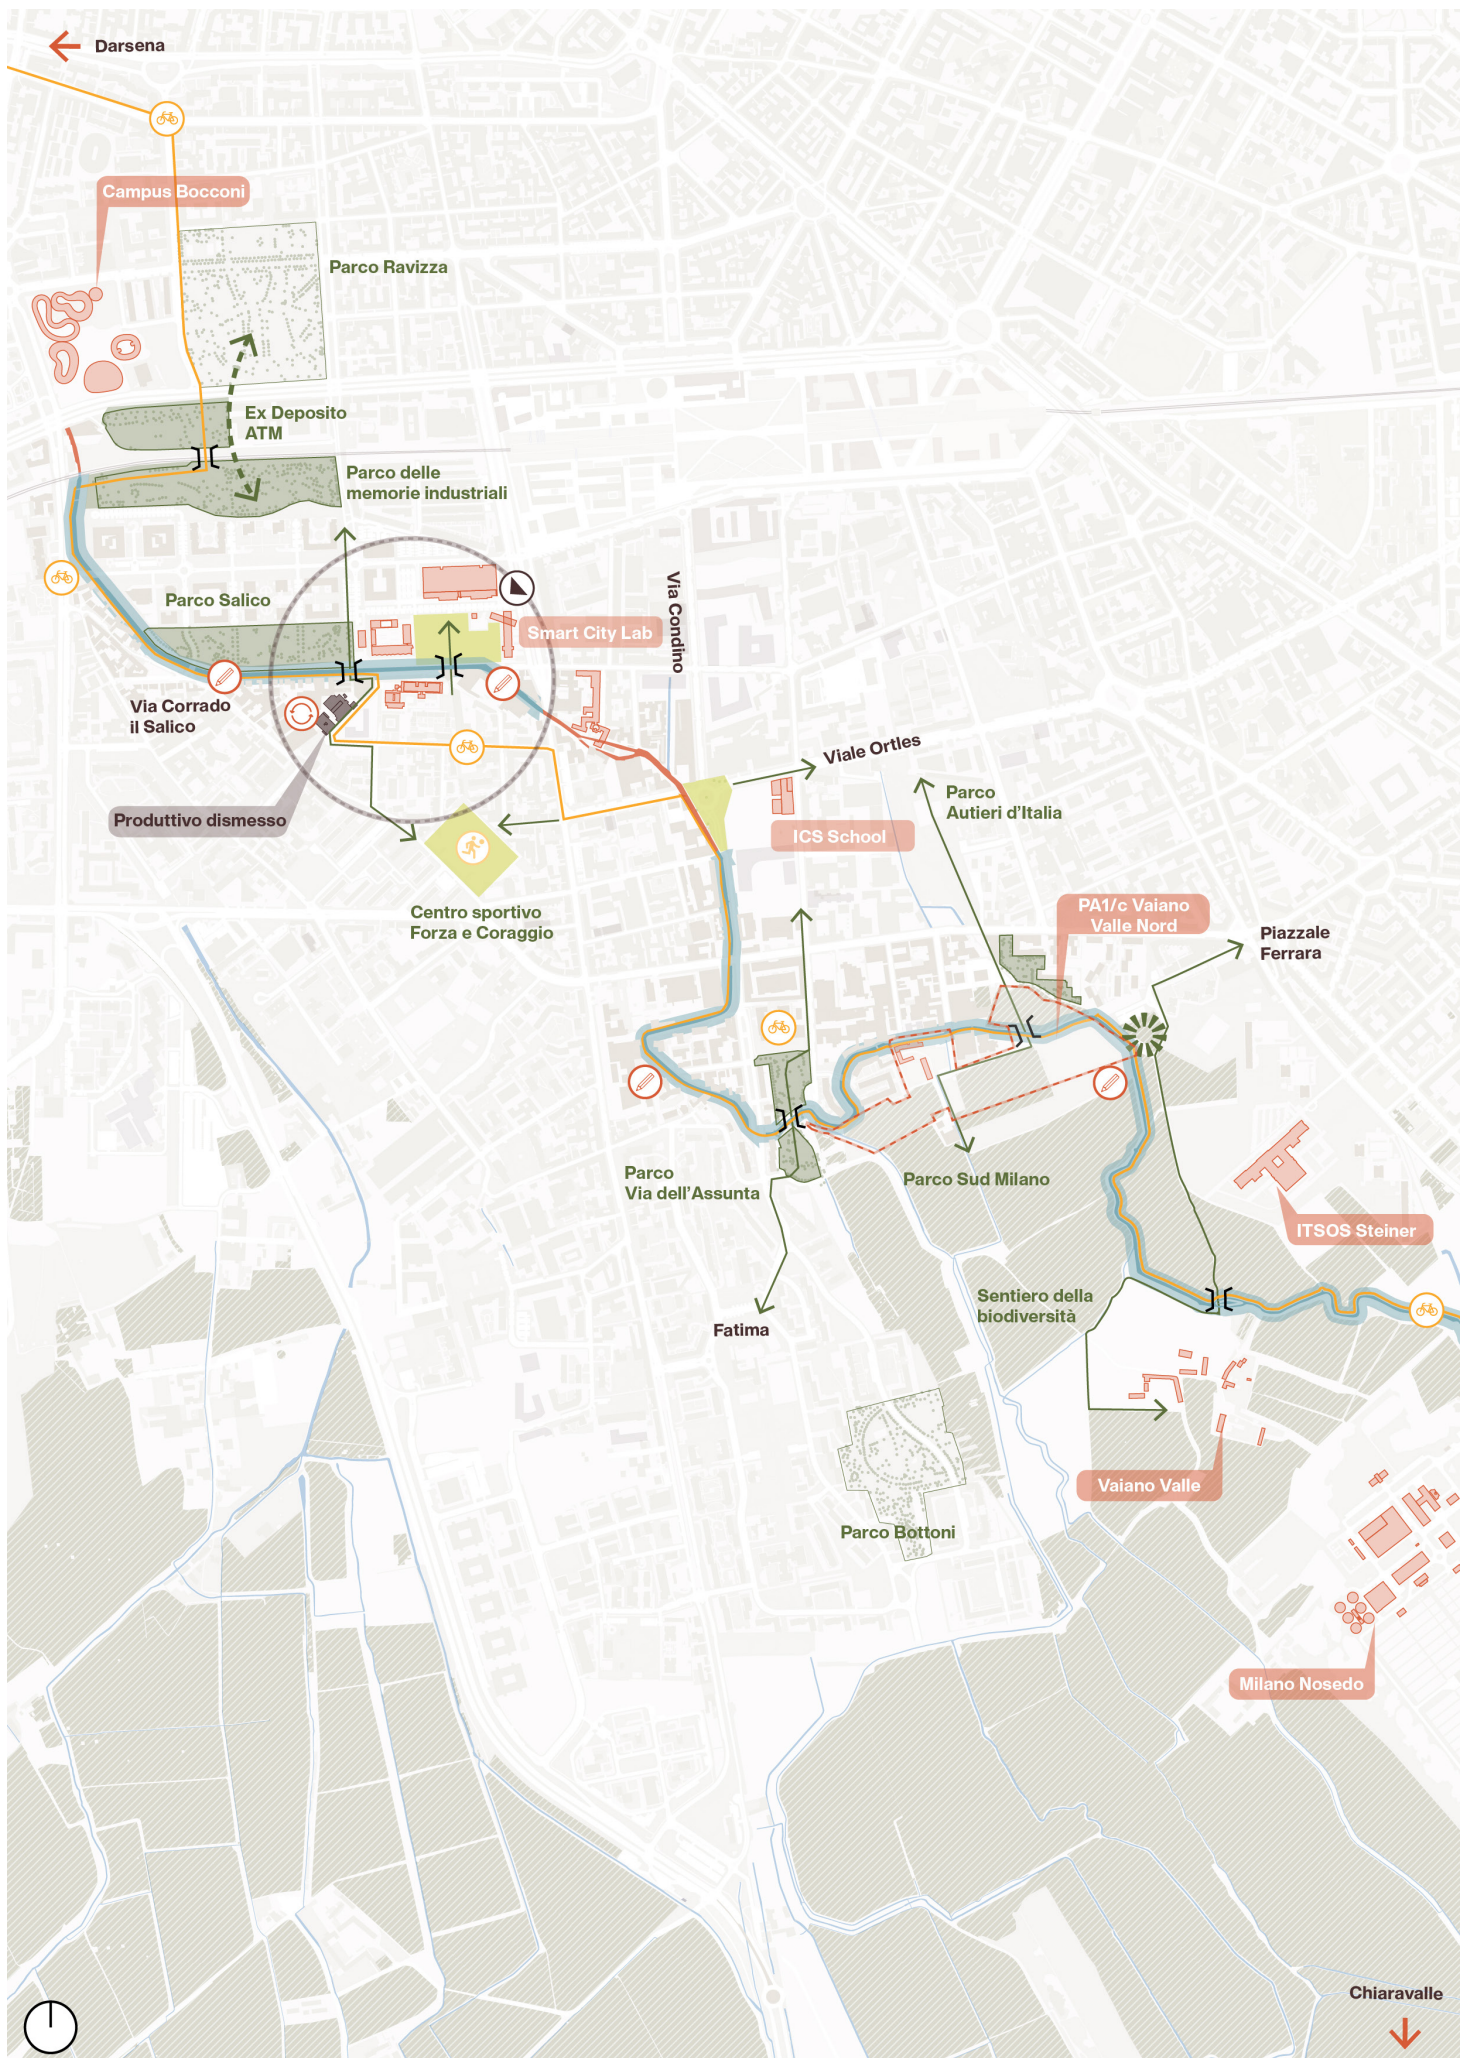 Darsena
Campus Bocconi
Parco Ravizza
Ex Deposito
ATM
Parco delle
memorie industriali
Parco Salico
Via Condino
Smart City Lab
Via Corrado
il Salico
Viale Ortles
Produttivo dismesso
Parco
Autieri d'Italia
ICS School
Centro sportivo
Forza e Coraggio
PA1/c Vaiano
Valle Nord
Piazzale
Ferrara
Parco
Via dell'Assunta
Parco Sud Milano
ITSOS Steiner
Sentiero della
biodiversità
Fatima
Vaiano Valle
Parco Bottoni
Milano Nosedo
Chiaravalle